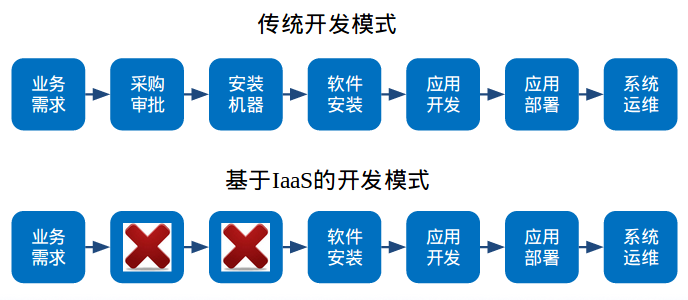 传统开发模式
业务
需求
采购
审批
安装
机器
软件
安装
应用
开发
应用
部署
系统
运维
基于IaaS的开发模式
业务
需求
软件
安装
应用
开发
应用
部署
系统
运维